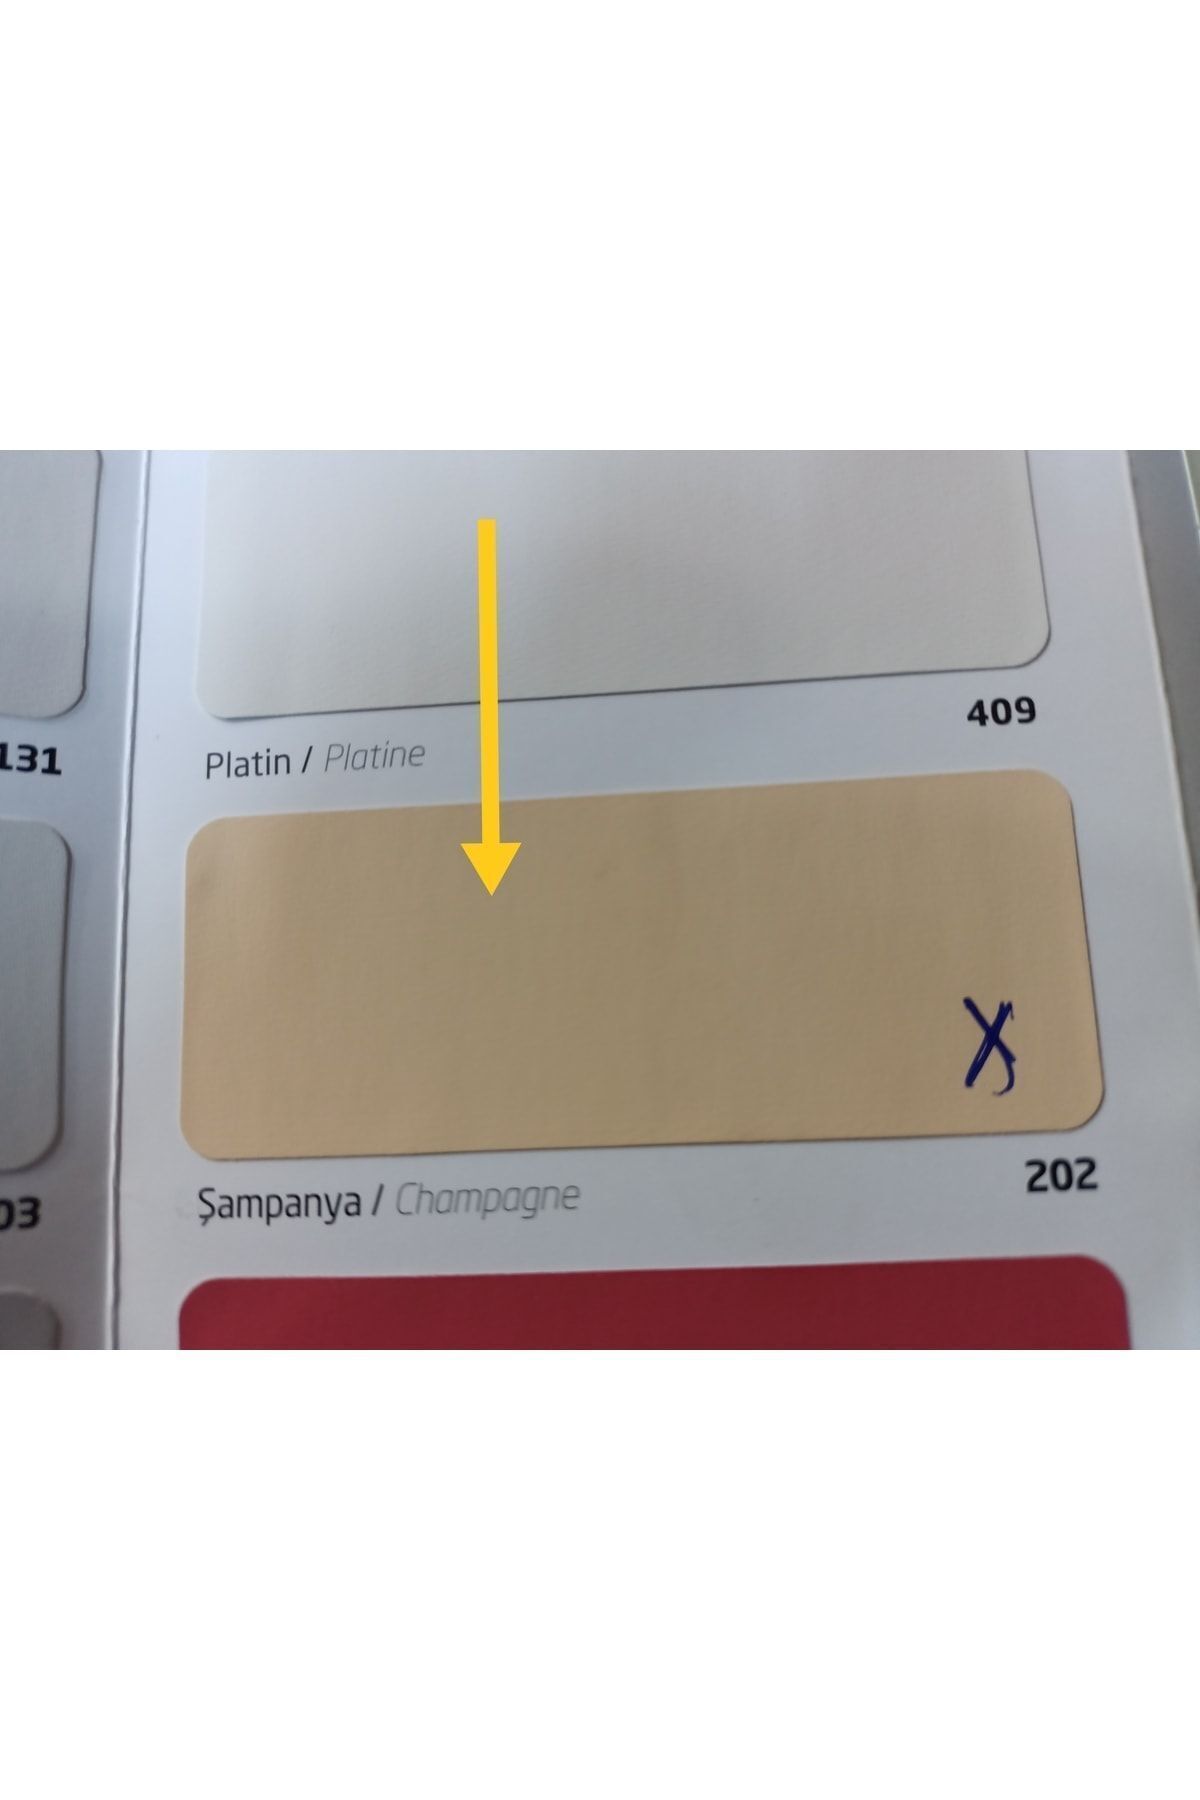 409
Platin / Platine
131
X
202
Şampanya / Champagne
03